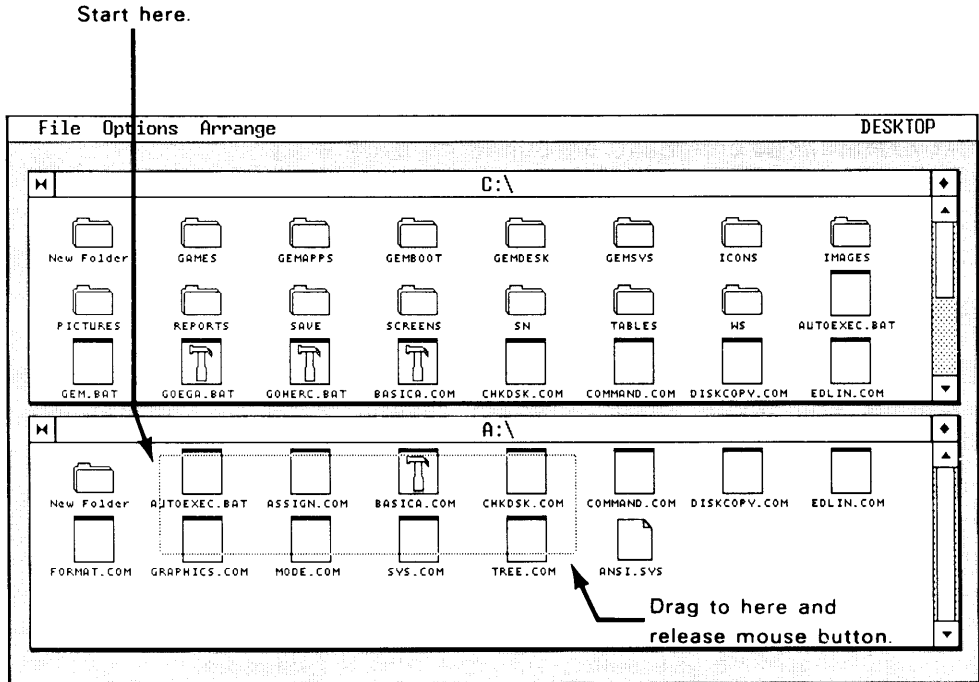 Start here.
File Options Arrange DESKTOP
C:\
New Folder GAMES GEMAPPS GEMBOOT GEMDESK GEMSYS ICONS IMAGES
PICTURES REPORTS SAVE SCREENS SN TABLES WS AUTOEXEC.BAT
GEM.BAT GOEGA.BAT GOHERC.BAT BASICA.COM CHKDSK.COM COMMAND.COM DISKCOPY.COM EDLIN.COM
A:\
New Folder AUTOEXEC.BAT ASSIGN.COM BASICA.COM CHKDSK.COM COMMAND.COM DISKCOPY.COM EDLIN.COM
FORMAT.COM GRAPHICS.COM MODE.COM SYS.COM TREE.COM ANSI.SYS
Drag to here and
release mouse button.